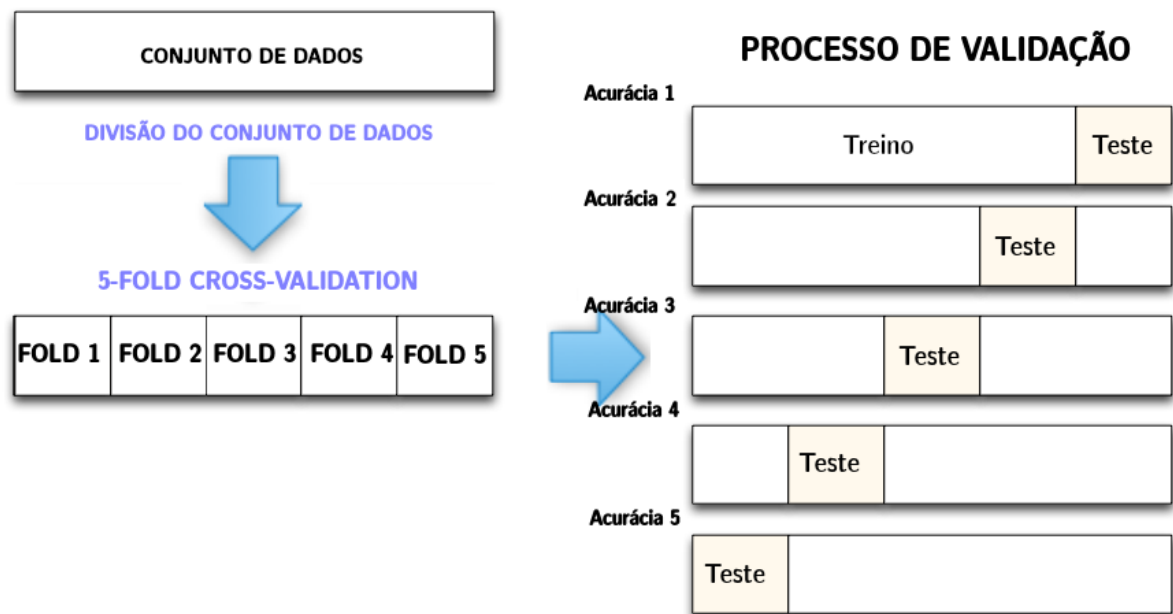 CONJUNTO DE DADOS
DIVISÃO DO CONJUNTO DE DADOS
5-FOLD CROSS-VALIDATION
FOLD 1 FOLD 2 FOLD 3 FOLD 4 FOLD 5
PROCESSO DE VALIDAÇÃO
Acurácia 1
Treino Teste
Acurácia 2
Teste
Acurácia 3
Teste
Acurácia 4
Teste
Acurácia 5
Teste